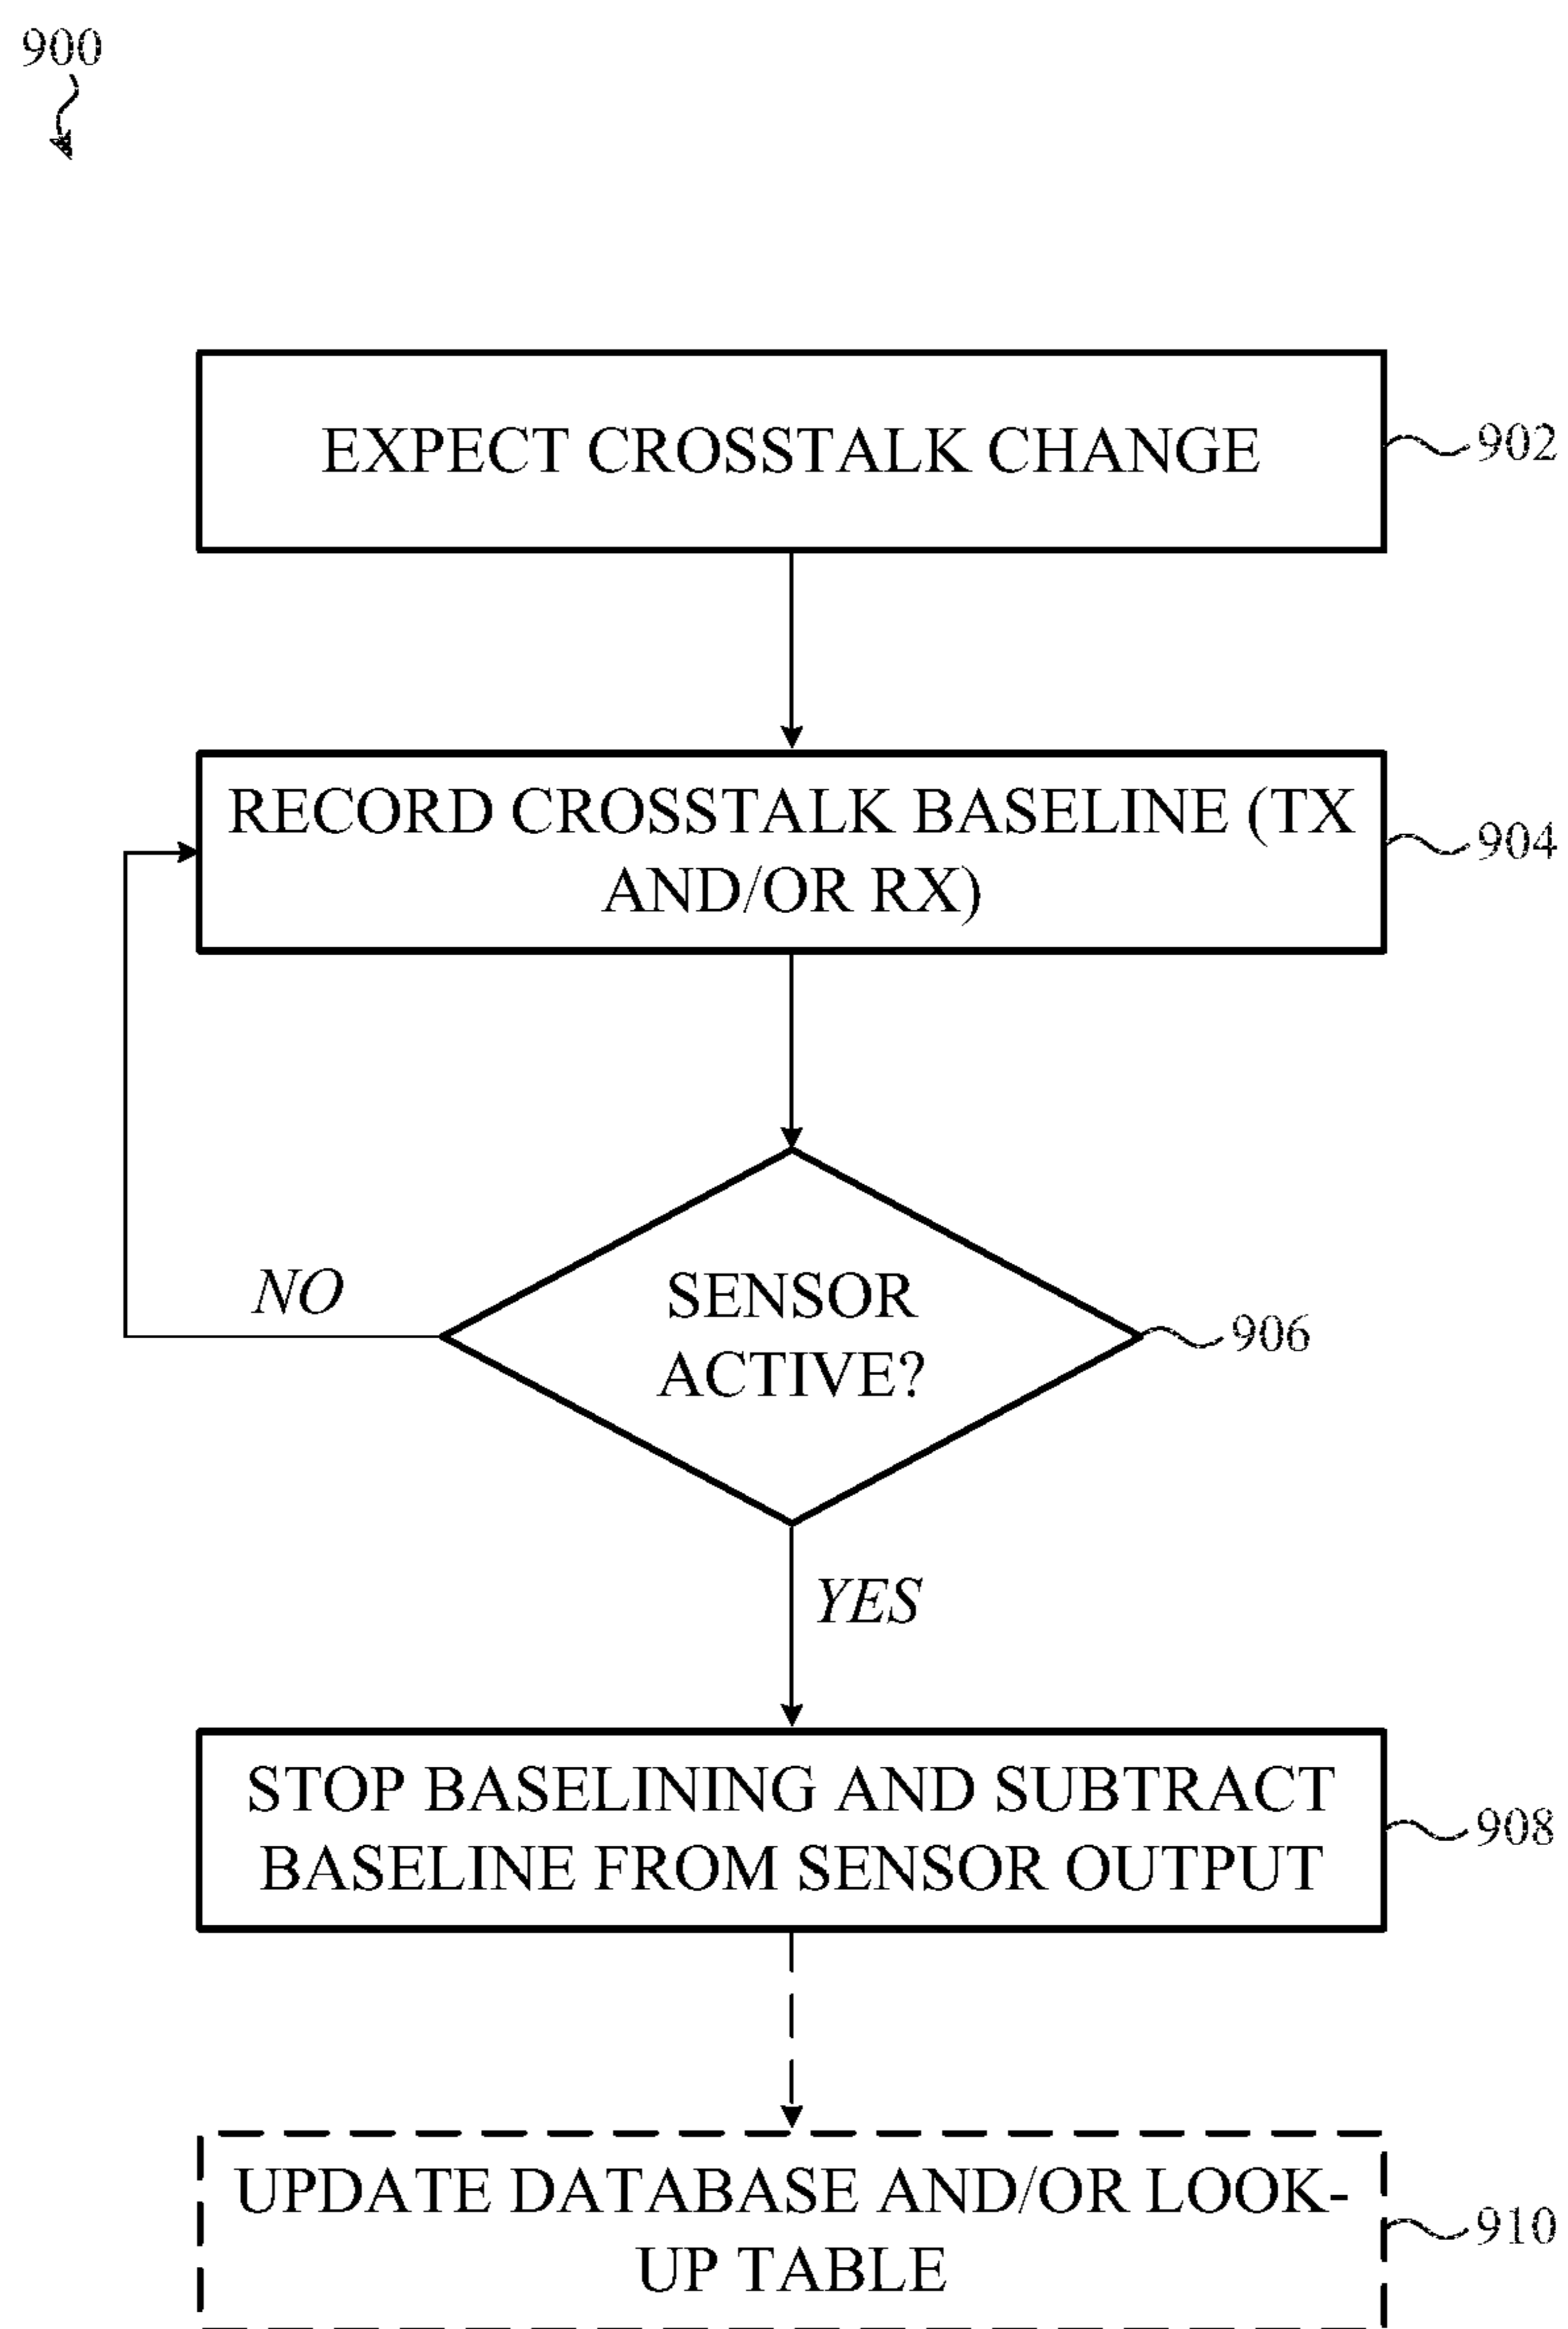 900
EXPECT CROSSTALK CHANGE
902
RECORD CROSSTALK BASELINE (TX
AND/OR RX)
904
SENSOR
ACTIVE?
906
NO
YES
STOP BASELINING AND SUBTRACT
BASELINE FROM SENSOR OUTPUT
908
UPDATE DATABASE AND/OR LOOK-
UP TABLE
910